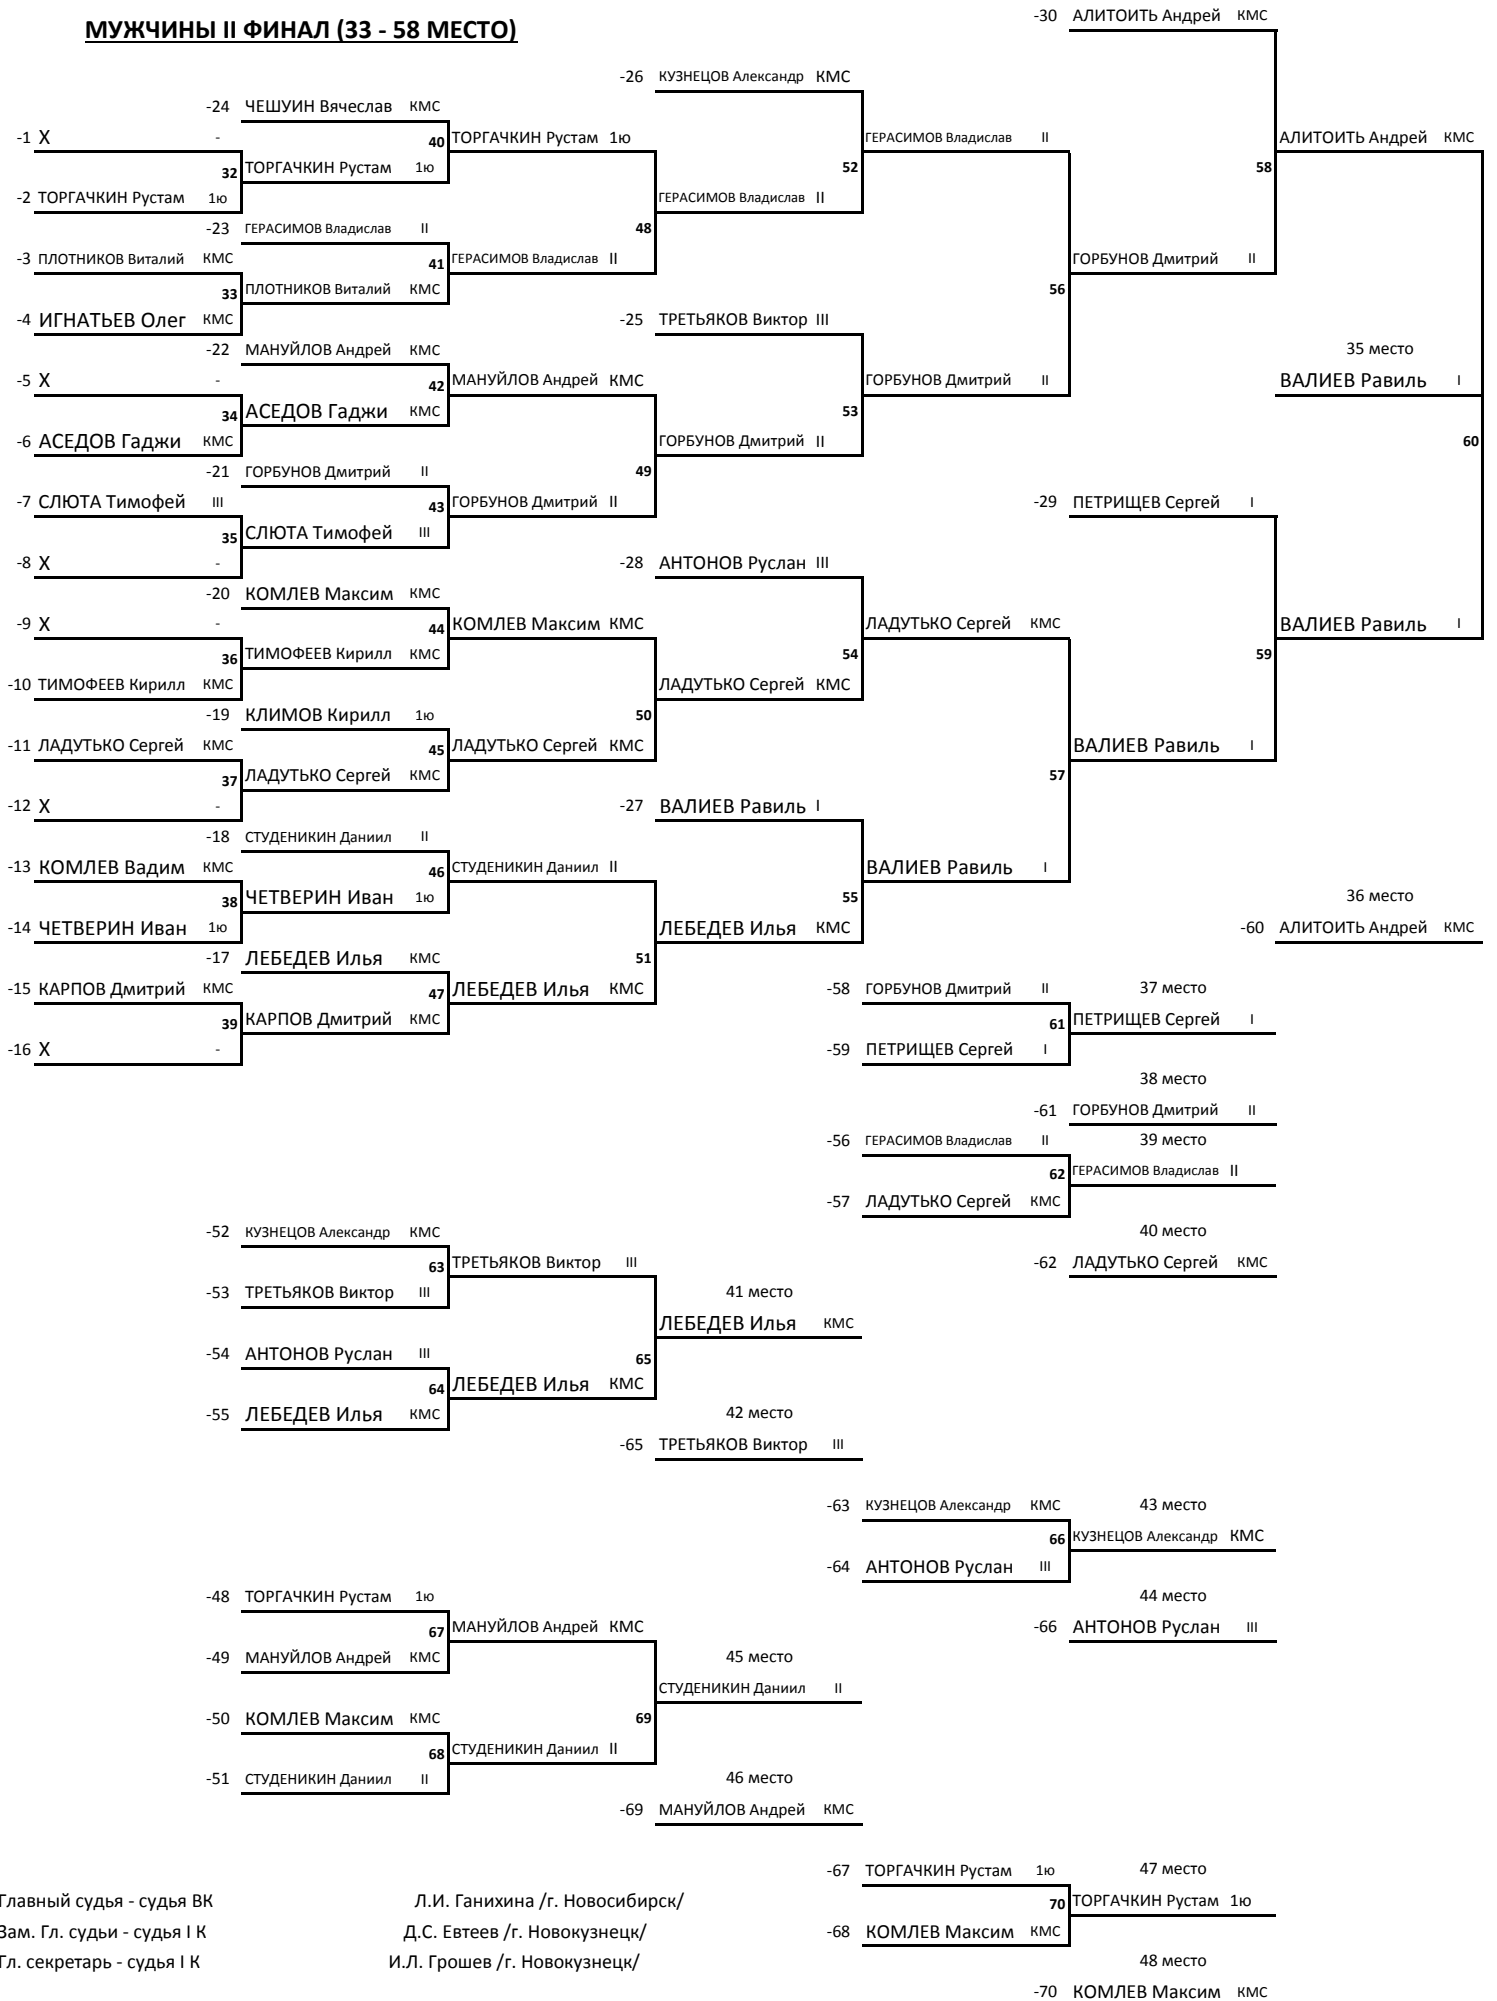 -30 АЛИТОИТЬ Андрей КМС
МУЖЧИНЫ II ФИНАЛ (33 - 58 МЕСТО)
-26 КУЗНЕЦОВ Александр КМС
-24 ЧЕШУИН Вячеслав КМС
-1 Х - 40 ТОРГАЧКИН Рустам 1ю ГЕРАСИМОВ Владислав II АЛИТОИТЬ Андрей КМС
32 ТОРГАЧКИН Рустам 1ю 52 58
-2 ТОРГАЧКИН Рустам 1ю ГЕРАСИМОВ Владислав II
-23 ГЕРАСИМОВ Владислав II 48
-3 ПЛОТНИКОВ Виталий КМС 41 ГЕРАСИМОВ Владислав II ГОРБУНОВ Дмитрий II
33 ПЛОТНИКОВ Виталий КМС 56
-4 ИГНАТЬЕВ Олег КМС -25 ТРЕТЬЯКОВ Виктор III
-22 МАНУЙЛОВ Андрей КМС 35 место
-5 Х - 42 МАНУЙЛОВ Андрей КМС ГОРБУНОВ Дмитрий II ВАЛИЕВ Равиль I
34 АСЕДОВ Гаджи КМС 53
-6 АСЕДОВ Гаджи КМС ГОРБУНОВ Дмитрий II 60
-21 ГОРБУНОВ Дмитрий II 49
-7 СЛЮТА Тимофей III 43 ГОРБУНОВ Дмитрий II -29 ПЕТРИЩЕВ Сергей I
35 СЛЮТА Тимофей III
-8 Х - -28 АНТОНОВ Руслан III
-20 КОМЛЕВ Максим КМС
-9 Х - 44 КОМЛЕВ Максим КМС ЛАДУТЬКО Сергей КМС ВАЛИЕВ Равиль I
36 ТИМОФЕЕВ Кирилл КМС 54 59
-10 ТИМОФЕЕВ Кирилл КМС ЛАДУТЬКО Сергей КМС
-19 КЛИМОВ Кирилл 1ю 50
-11 ЛАДУТЬКО Сергей КМС 45 ЛАДУТЬКО Сергей КМС ВАЛИЕВ Равиль I
37 ЛАДУТЬКО Сергей КМС 57
-12 Х - -27 ВАЛИЕВ Равиль I
-18 СТУДЕНИКИН Даниил II
-13 КОМЛЕВ Вадим КМС 46 СТУДЕНИКИН Даниил II ВАЛИЕВ Равиль I
38 ЧЕТВЕРИН Иван 1ю 55 36 место
-14 ЧЕТВЕРИН Иван 1ю ЛЕБЕДЕВ Илья КМС -60 АЛИТОИТЬ Андрей КМС
-17 ЛЕБЕДЕВ Илья КМС 51
-15 КАРПОВ Дмитрий КМС 47 ЛЕБЕДЕВ Илья КМС -58 ГОРБУНОВ Дмитрий II 37 место
39 КАРПОВ Дмитрий КМС 61 ПЕТРИЩЕВ Сергей I
-16 Х - -59 ПЕТРИЩЕВ Сергей I
38 место
-61 ГОРБУНОВ Дмитрий II
-56 ГЕРАСИМОВ Владислав II 39 место
62 ГЕРАСИМОВ Владислав II
-57 ЛАДУТЬКО Сергей КМС
-52 КУЗНЕЦОВ Александр КМС 40 место
63 ТРЕТЬЯКОВ Виктор III -62 ЛАДУТЬКО Сергей КМС
-53 ТРЕТЬЯКОВ Виктор III 41 место
ЛЕБЕДЕВ Илья КМС
-54 АНТОНОВ Руслан III 65
64 ЛЕБЕДЕВ Илья КМС
-55 ЛЕБЕДЕВ Илья КМС 42 место
-65 ТРЕТЬЯКОВ Виктор III
-63 КУЗНЕЦОВ Александр КМС 43 место
66 КУЗНЕЦОВ Александр КМС
-64 АНТОНОВ Руслан III
-48 ТОРГАЧКИН Рустам 1ю 44 место
67 МАНУЙЛОВ Андрей КМС -66 АНТОНОВ Руслан III
-49 МАНУЙЛОВ Андрей КМС 45 место
СТУДЕНИКИН Даниил II
-50 КОМЛЕВ Максим КМС 69
68 СТУДЕНИКИН Даниил II
-51 СТУДЕНИКИН Даниил II 46 место
-69 МАНУЙЛОВ Андрей КМС
-67 ТОРГАЧКИН Рустам 1ю 47 место
Главный судья - судья ВК Л.И. Ганихина /г. Новосибирск/ 70 ТОРГАЧКИН Рустам 1ю
Зам. Гл. судьи - судья I К Д.С. Евтеев /г. Новокузнецк/ -68 КОМЛЕВ Максим КМС
Гл. секретарь - судья I К И.Л. Грошев /г. Новокузнецк/ 48 место
-70 КОМЛЕВ Максим КМС